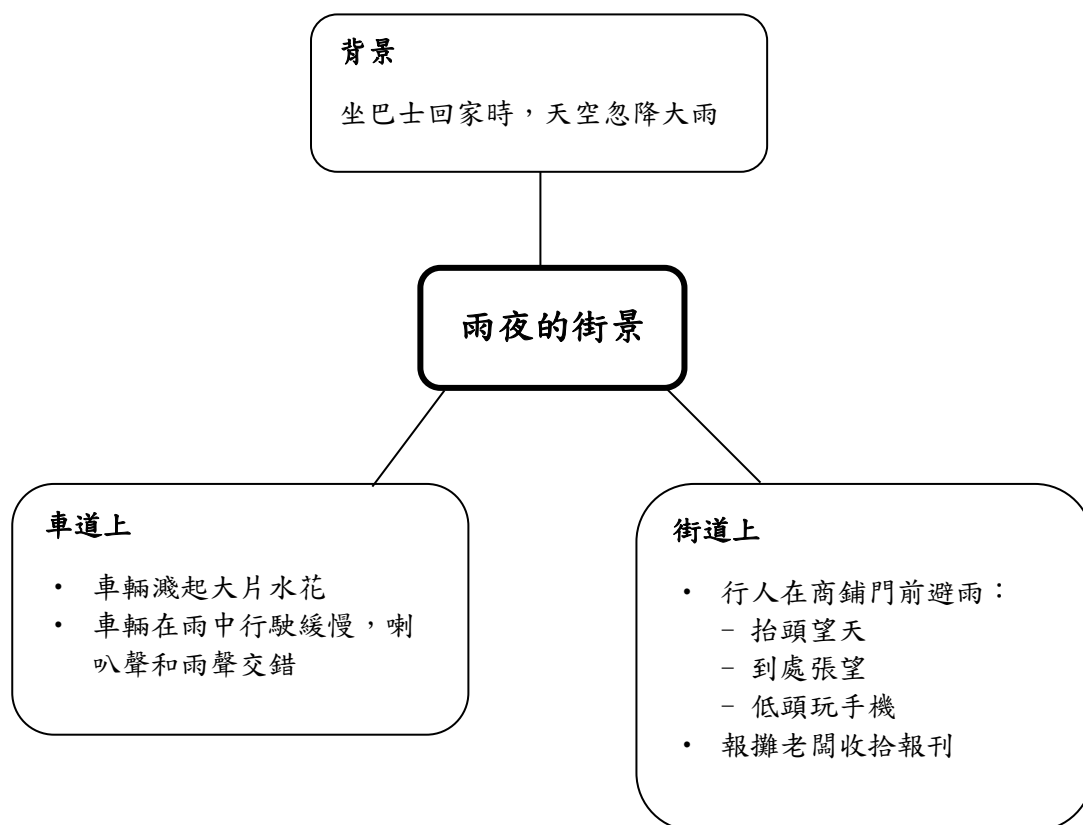 背景
坐巴士回家時，天空忽降大雨
雨夜的街景
車道上
• 車輛濺起大片水花
• 車輛在雨中行駛緩慢，喇
叭聲和雨聲交錯
街道上
• 行人在商鋪門前避雨：
- 抬頭望天
- 到處張望
- 低頭玩手機
• 報攤老闆收拾報刊